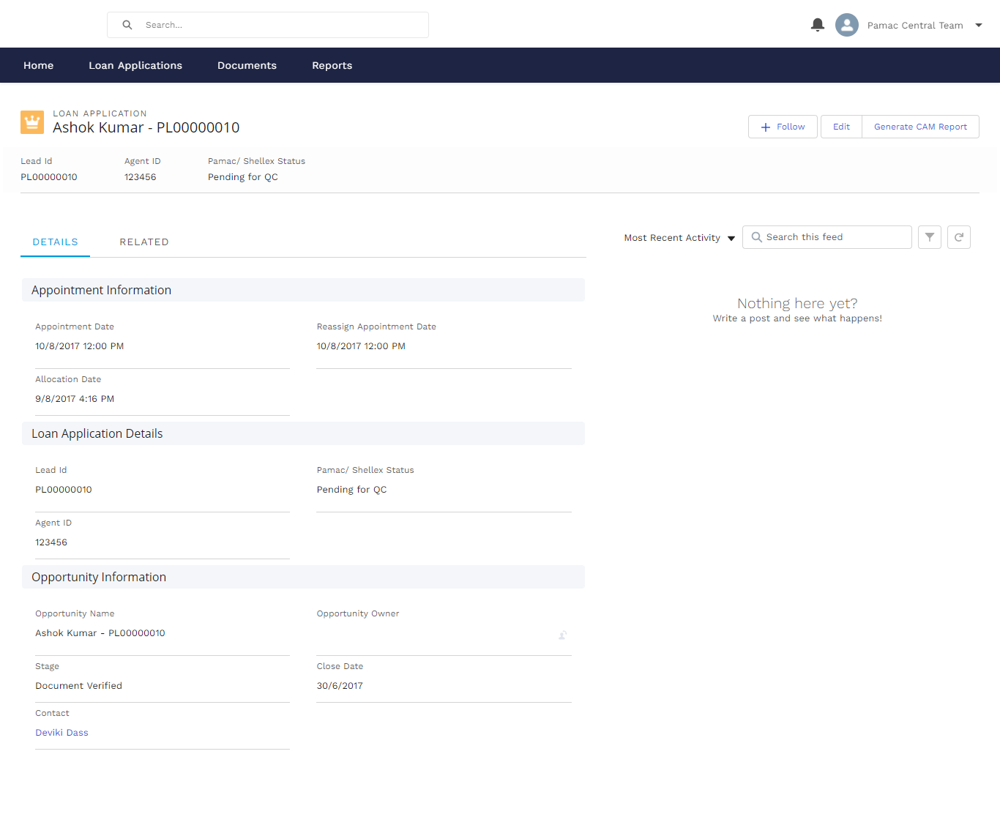 Search...
Pamac Central Team
Home Loan Applications Documents Reports
LOAN APPLICATION
Ashok Kumar - PL00000010
Follow Edit Generate CAM Report
Lead Id Agent ID Pamac/ Shellex Status
PL00000010 123456 Pending for QC
DETAILS RELATED
Most Recent Activity Search this feed
Nothing here yet?
Write a post and see what happens!
Appointment Information
Appointment Date Reassign Appointment Date
10/8/2017 12:00 PM 10/8/2017 12:00 PM
Allocation Date
9/8/2017 4:16 PM
Loan Application Details
Lead Id Pamac/ Shellex Status
PL00000010 Pending for QC
Agent ID
123456
Opportunity Information
Opportunity Name Opportunity Owner
Ashok Kumar - PL00000010
Stage Close Date
Document Verified 30/6/2017
Contact
Deviki Dass